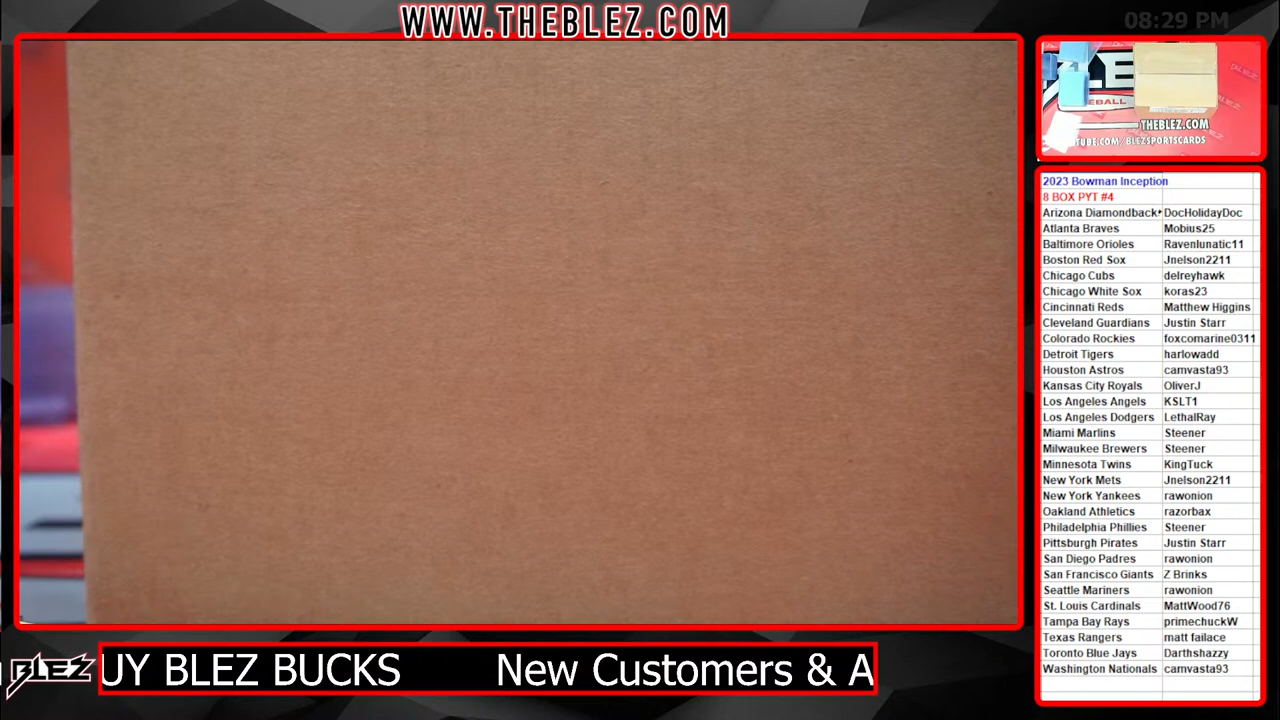 WWW.THEBLEZ.COM
08:29 PM
BLEZ
EBALL
THEBLEZ.COM
TUBE.COM/BLEZSPORTSCARDS
2023 Bowman Inception
8 BOX PYT #4
Arizona Diamondback DocHolidayDoc
Atlanta Braves Mobius25
Baltimore Orioles Ravenlunatic11
Boston Red Sox Jnelson2211
Chicago Cubs delreyhawk
Chicago White Sox koras23
Cincinnati Reds Matthew Higgins
Cleveland Guardians Justin Starr
Colorado Rockies foxcomarine0311
Detroit Tigers harlowadd
Houston Astros camvasta93
Kansas City Royals OliverJ
Los Angeles Angels KSLT1
Los Angeles Dodgers LethalRay
Miami Marlins Steener
Milwaukee Brewers Steener
Minnesota Twins KingTuck
New York Mets Jnelson2211
New York Yankees rawonion
Oakland Athletics razorbax
Philadelphia Phillies Steener
Pittsburgh Pirates Justin Starr
San Diego Padres rawonion
San Francisco Giants Z Brinks
Seattle Mariners rawonion
St. Louis Cardinals MattWood76
Tampa Bay Rays primechuckW
Texas Rangers matt failace
Toronto Blue Jays Darthshazzy
Washington Nationals camvasta93
BLEZ
UY BLEZ BUCKS New Customers & A